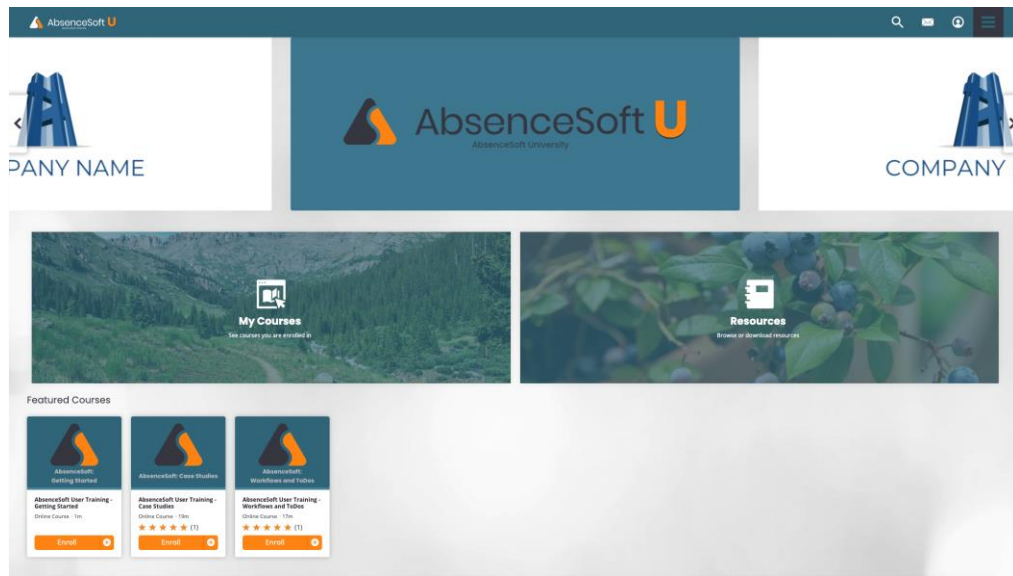 AbsenceSoft U
AbsenceSoft U
AbsenceSoft University
PANY NAME
COMPANY
My Courses
See courses you are enrolled in
Resources
Browse or download resources
Featured Courses
AbsenceSoft:
Getting Started
AbsenceSoft User Training -
Getting Started
Online Course · 1m
Enroll
AbsenceSoft: Case Studies
AbsenceSoft User Training -
Case Studies
Online Course · 19m
(1)
Enroll
AbsenceSoft:
Workflows and ToDos
AbsenceSoft User Training -
Workflows and ToDos
Online Course · 17m
(1)
Enroll